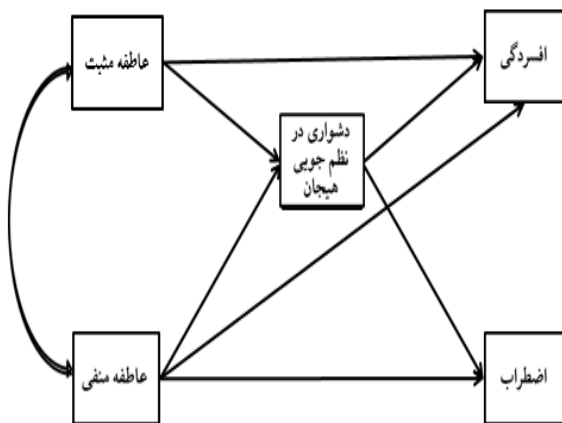 عاطفه مثبت
افسردگی
دشواری در
نظم جویی
هیجان
عاطفه منفی
اضطراب